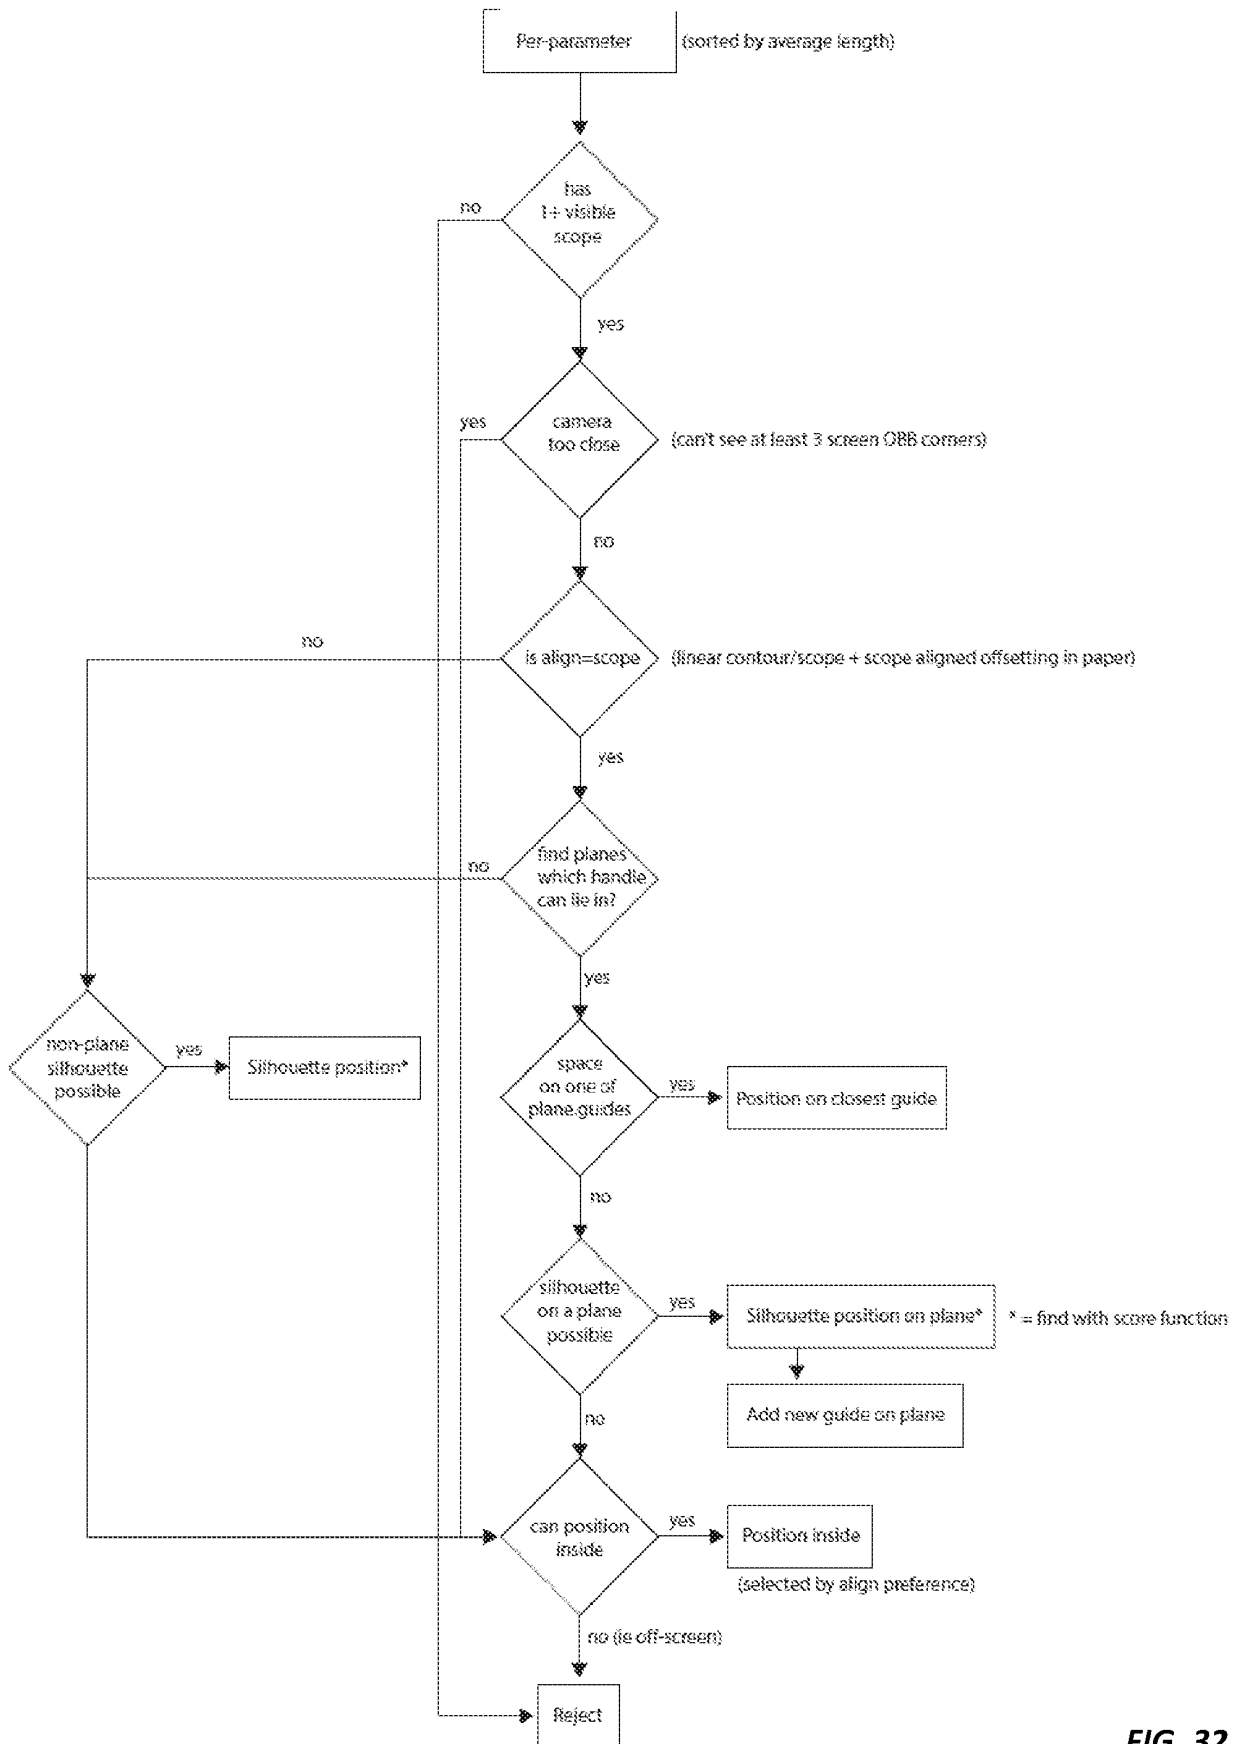 Per-parameter (sorted by average length)
has
no 1+ visible
scope
yes
yes camera
too close (can't see at least 3 screen OBB corners)
no
no
is align=scope (linear contour/scope + scope aligned offsetting in paper)
yes
no find planes
which handle
can lie in?
yes
non-plane
silhouette
possible
yes
Silhouette position*
space
on one of
plane.guides
yes
Position on closest guide
no
silhouette
on a plane
possible
yes
Silhouette position on plane* * = find with score function
Add new guide on plane
no
can position
inside
yes
Position inside
(selected by align preference)
no (ie off-screen)
Reject
FIG. 32